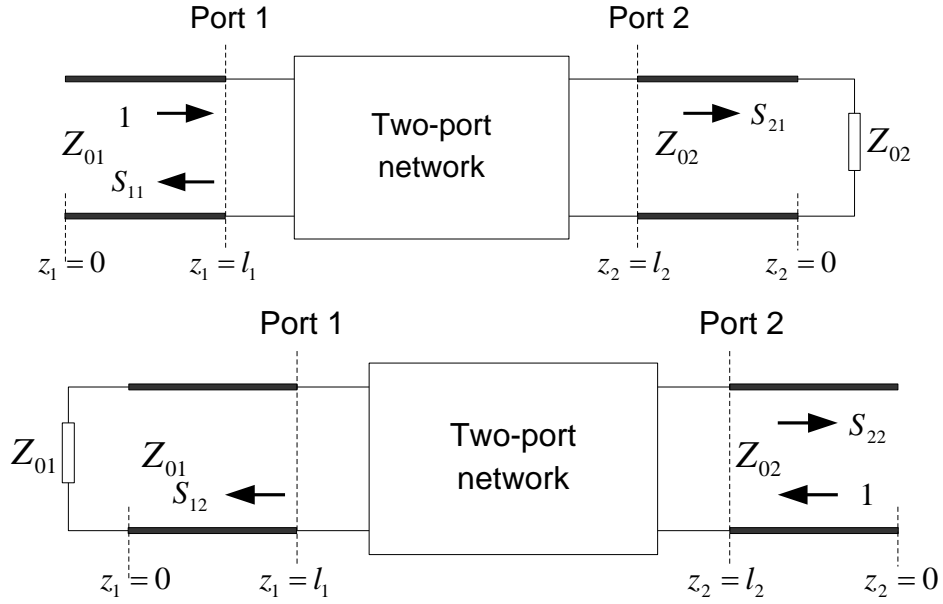 Port 1
Port 2
1
Z₀₁
S₁₁
Two-port
network
S₂₁
Z₀₂
Z₀₂
z₁ = 0
z₁ = l₁
z₂ = l₂
z₂ = 0
Port 1
Port 2
Z₀₁
Z₀₁
S₁₂
Two-port
network
S₂₂
Z₀₂
1
z₁ = 0
z₁ = l₁
z₂ = l₂
z₂ = 0